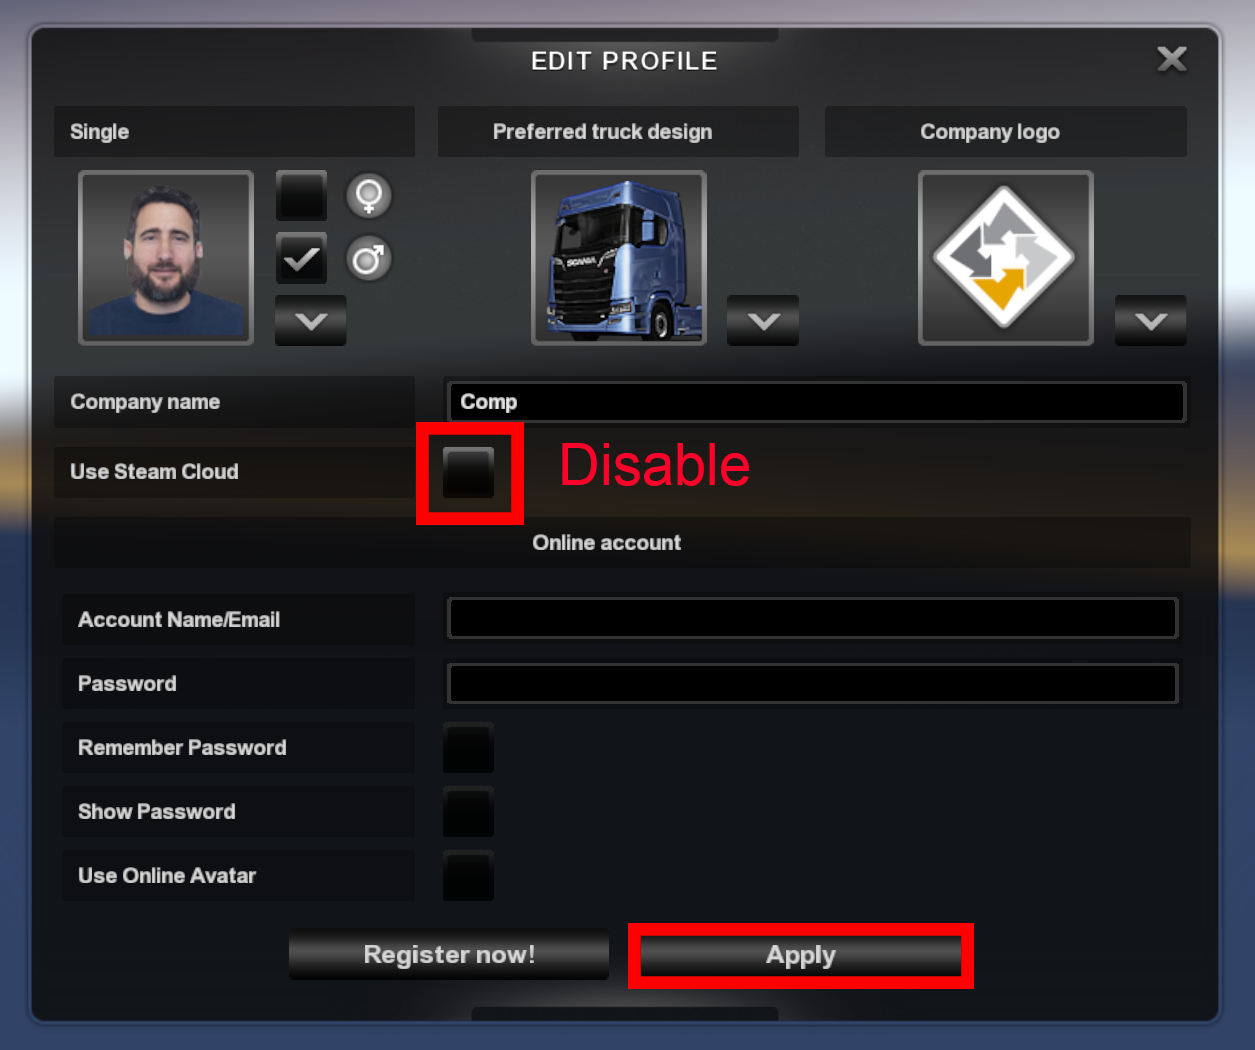 EDIT PROFILE
Single
Preferred truck design
Company logo
SCANIA
Company name
Comp
Use Steam Cloud
Disable
Online account
Account Name/Email
Password
Remember Password
Show Password
Use Online Avatar
Register now!
Apply